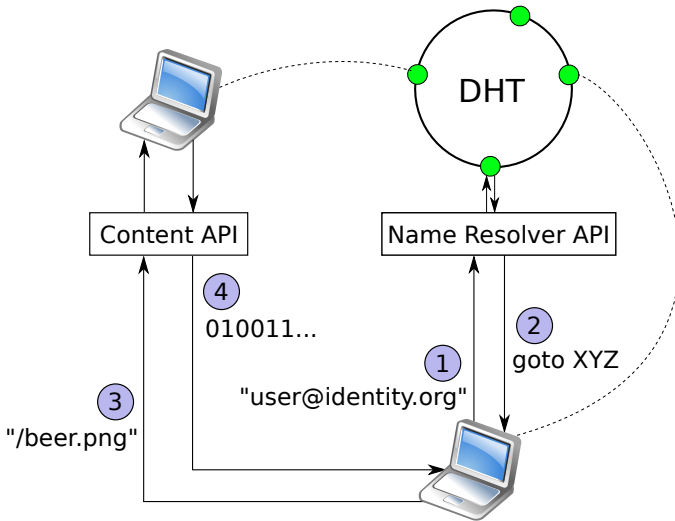 DHT
Content API
Name Resolver API
4
010011...
2
goto XYZ
1
"user@identity.org"
3
"/beer.png"